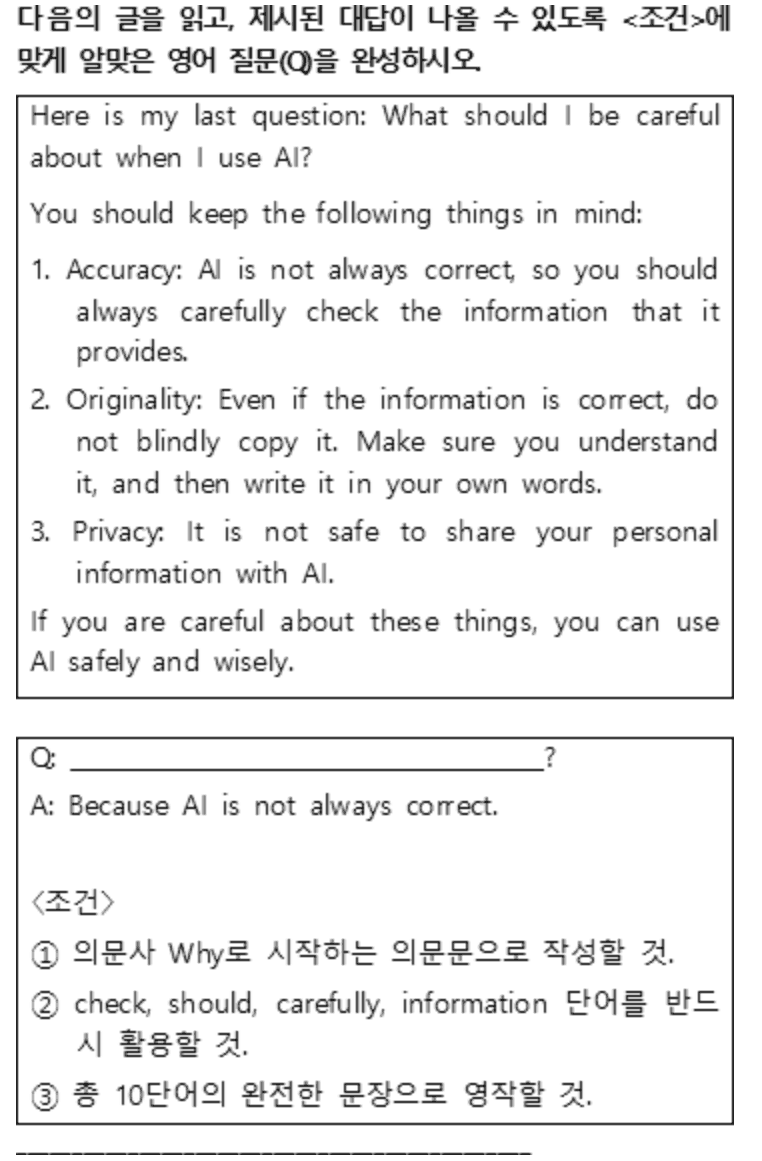 다음의 글을 읽고, 제시된 대답이 나올 수 있도록 <조건>에
맞게 알맞은 영어 질문(Q)을 완성하시오.
Here is my last question: What should I be careful
about when I use AI?
You should keep the following things in mind:
1. Accuracy: AI is not always correct, so you should
always carefully check the information that it
provides.
2. Originality: Even if the information is correct, do
not blindly copy it. Make sure you understand
it, and then write it in your own words.
3. Privacy: It is not safe to share your personal
information with AI.
If you are careful about these things, you can use
AI safely and wisely.
Q: ______________________________?
A: Because AI is not always correct.
〈조건〉
① 의문사 Why로 시작하는 의문문으로 작성할 것.
② check, should, carefully, information 단어를 반드
시 활용할 것.
③ 총 10단어의 완전한 문장으로 영작할 것.